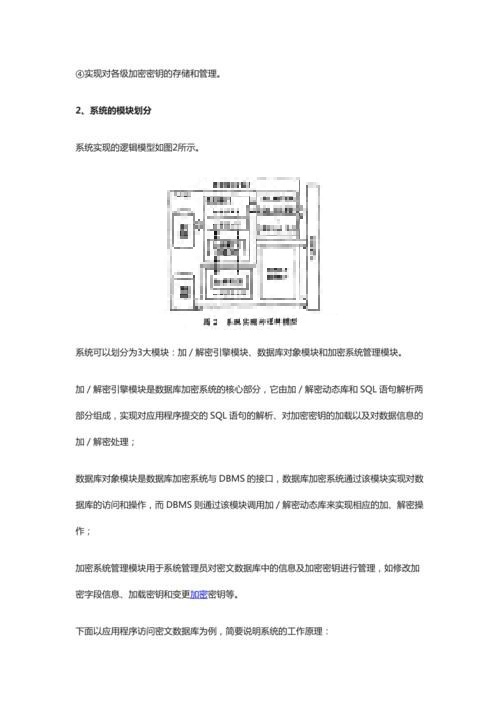 ④实现对各级加密密钥的存储和管理。
2、系统的模块划分
系统实现的逻辑模型如图2所示。
图 2 系统实现的逻辑模型
系统可以划分为3大模块：加／解密引擎模块、数据库对象模块和加密系统管理模块。
加／解密引擎模块是数据库加密系统的核心部分，它由加／解密动态库和 SQL 语句解析两
部分组成，实现对应用程序提交的 SQL 语句的解析、对加密密钥的加载以及对数据信息的
加／解密处理；
数据库对象模块是数据库加密系统与 DBMS 的接口，数据库加密系统通过该模块实现对数
据库的访问和操作，而 DBMS 则通过该模块调用加／解密动态库来实现相应的加、解密操
作；
加密系统管理模块用于系统管理员对密文数据库中的信息及加密密钥进行管理，如修改加
密字段信息、加载密钥和变更加密密钥等。
下面以应用程序访问密文数据库为例，简要说明系统的工作原理：